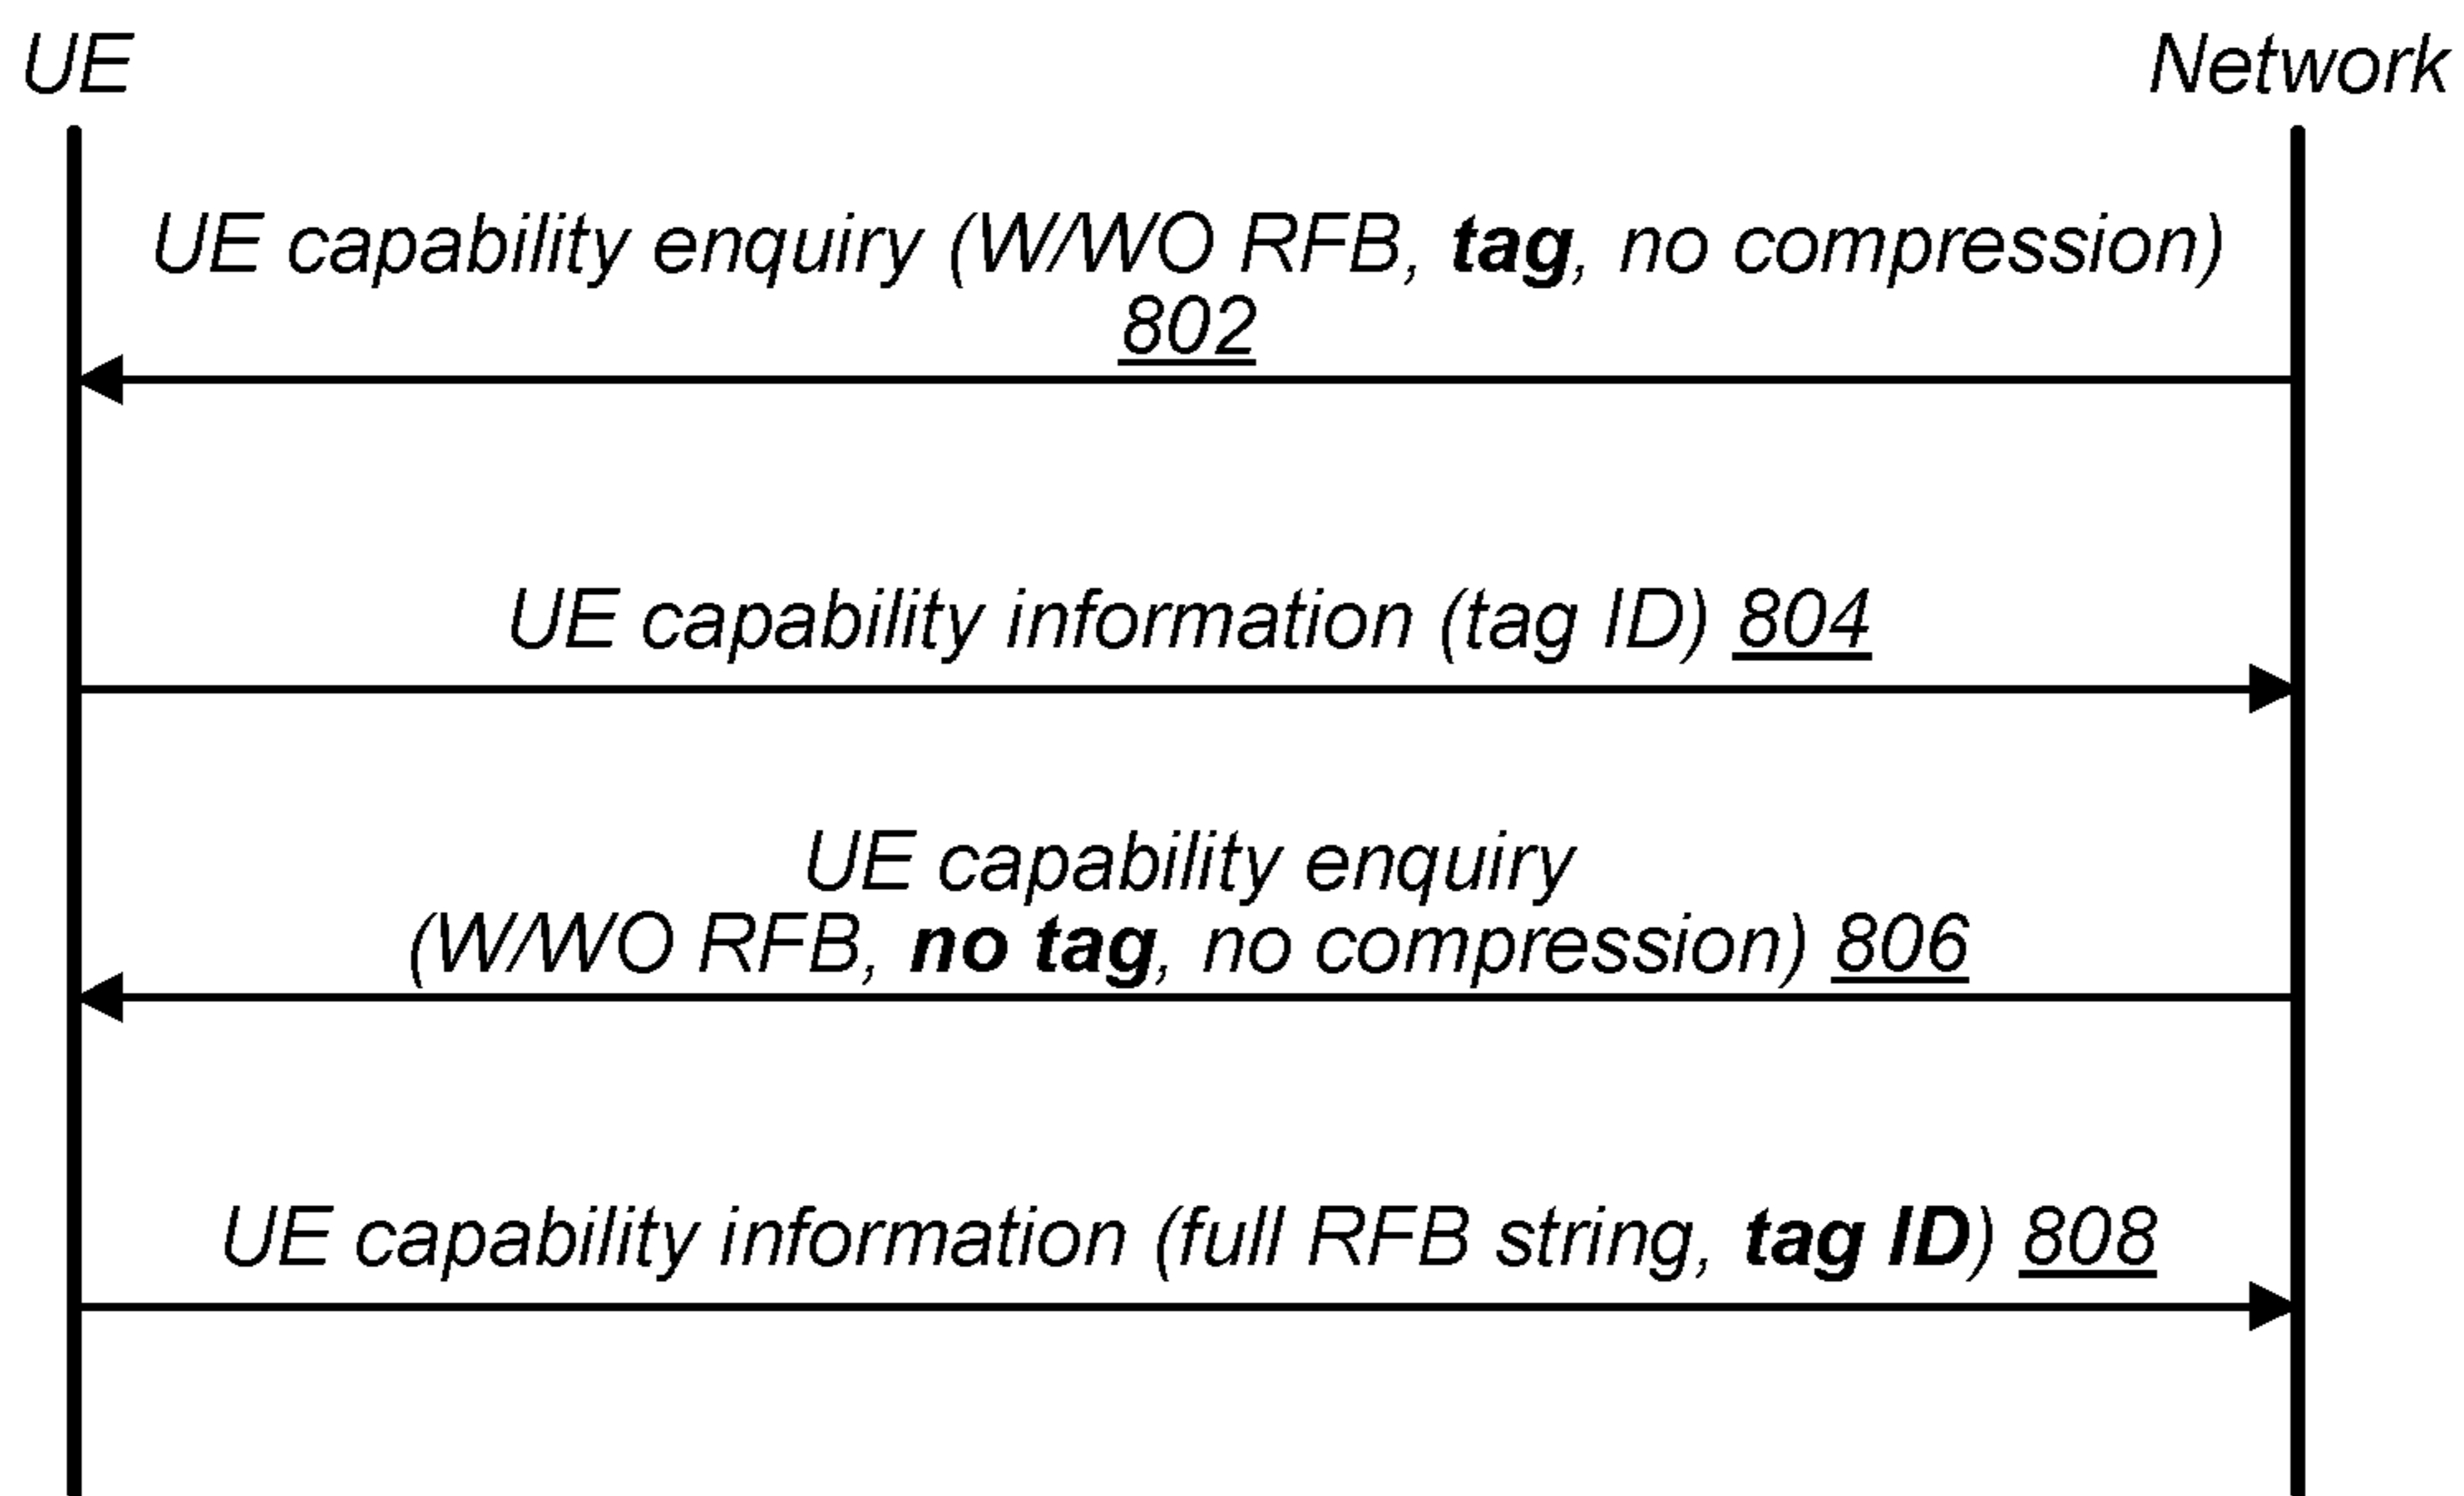 UE
Network
UE capability enquiry (W/WO RFB, tag, no compression)
802
UE capability information (tag ID) 804
UE capability enquiry
(W/WO RFB, no tag, no compression) 806
UE capability information (full RFB string, tag ID) 808